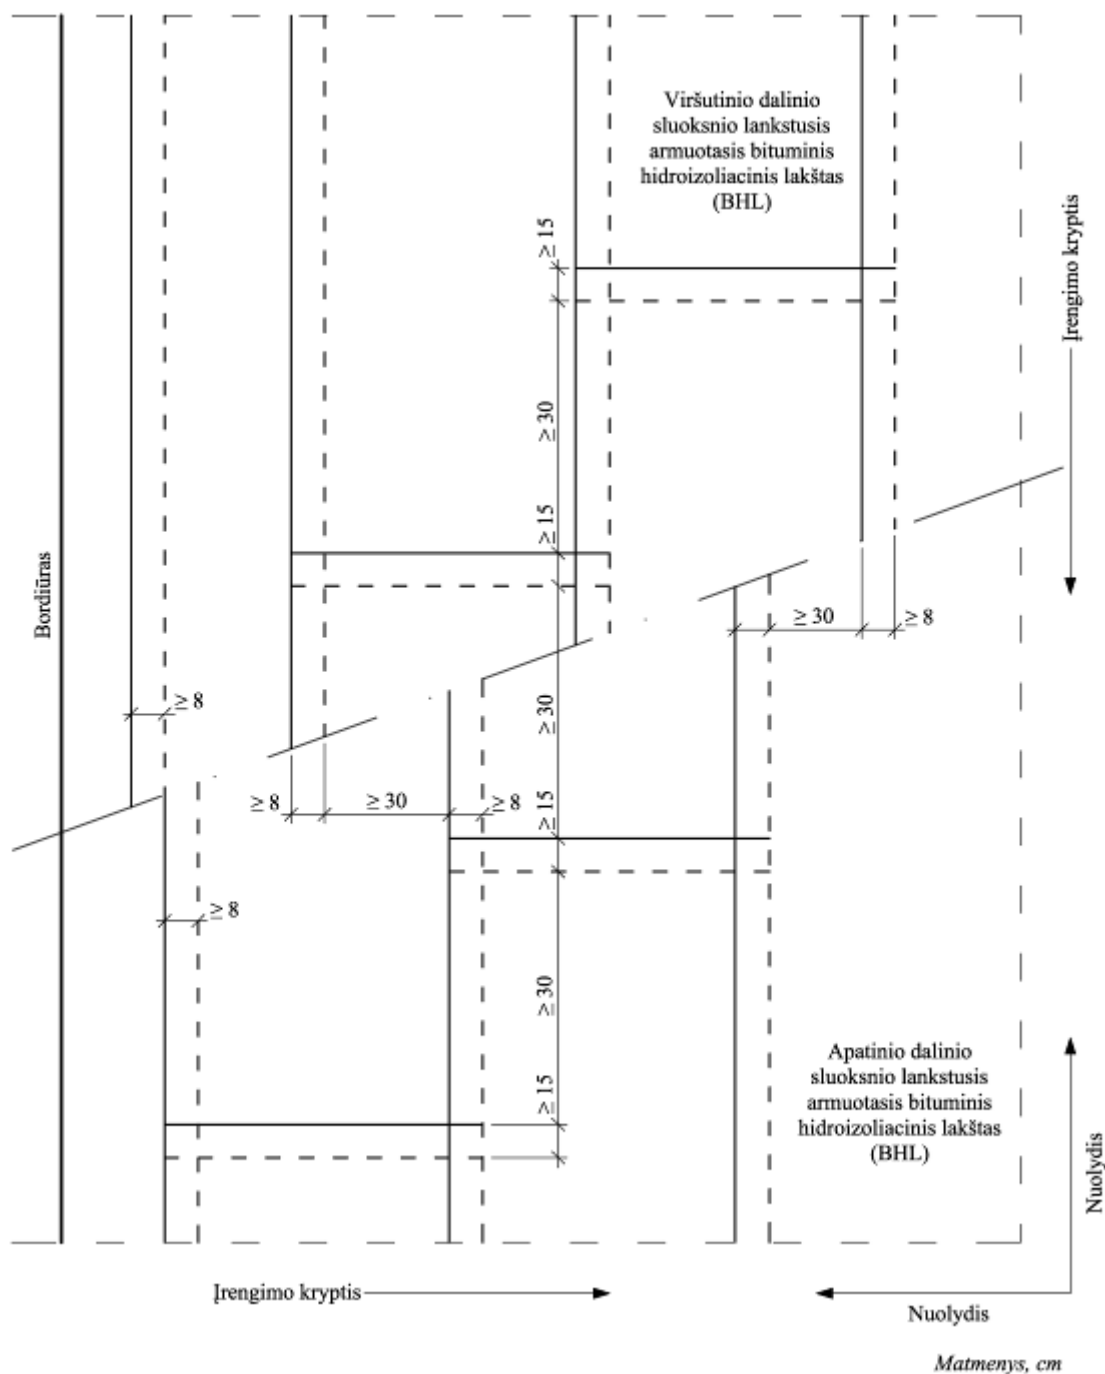 Viršutinio dalinio
sluoksnio lankstusis
armuotasis bituminis
hidroizoliacinis lakštas
(BHL)
≥ 15
≥ 30
≥ 15
≥ 30
≥ 15
≥ 30
≥ 15
Įrengimo kryptis
Bordiūras
≥ 30
≥ 8
≥ 8
≥ 8
≥ 30
≥ 8
≥ 8
Apatinio dalinio
sluoksnio lankstusis
armuotasis bituminis
hidroizoliacinis lakštas
(BHL)
Nuolydis
Įrengimo kryptis
Nuolydis
Matmenys, cm